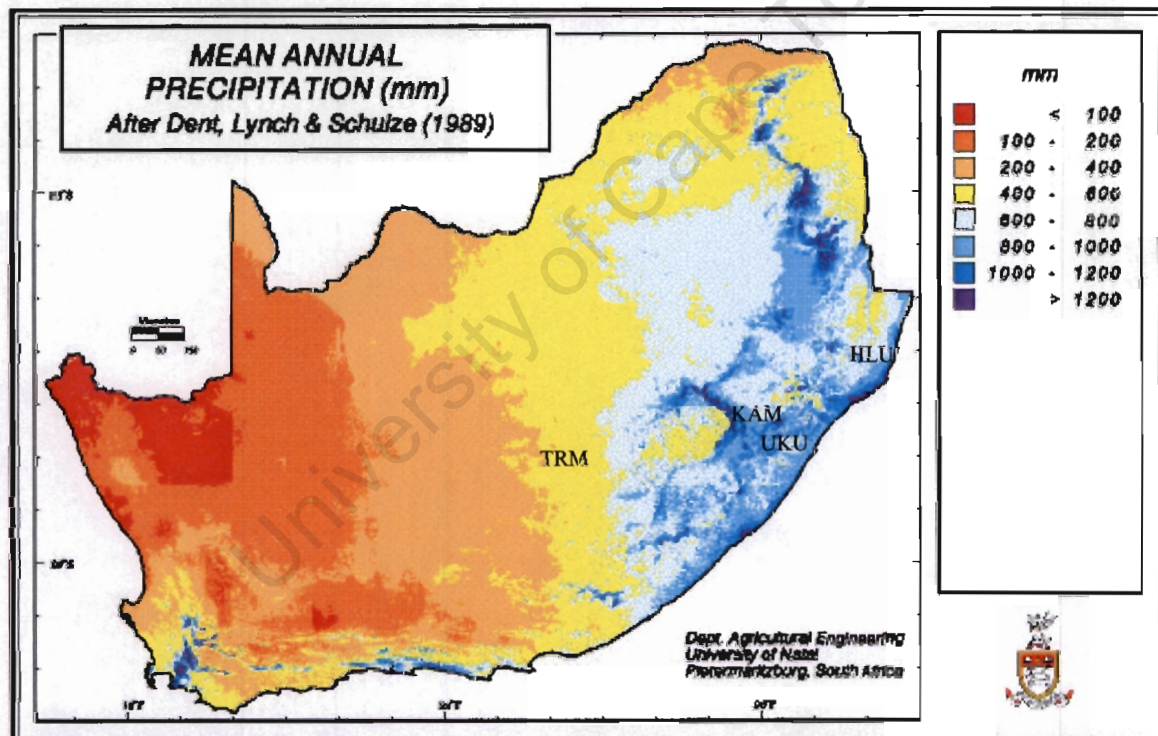 MEAN ANNUAL
PRECIPITATION (mm)
After Dent, Lynch & Schulze (1989)
mm
< 100
100 - 200
200 - 400
400 - 600
600 - 800
800 - 1000
1000 - 1200
> 1200
HLU
KAM
UKU
TRM
Dept. Agricultural Engineering
University of Natal
Pietermaritzburg, South Africa
University of Cape